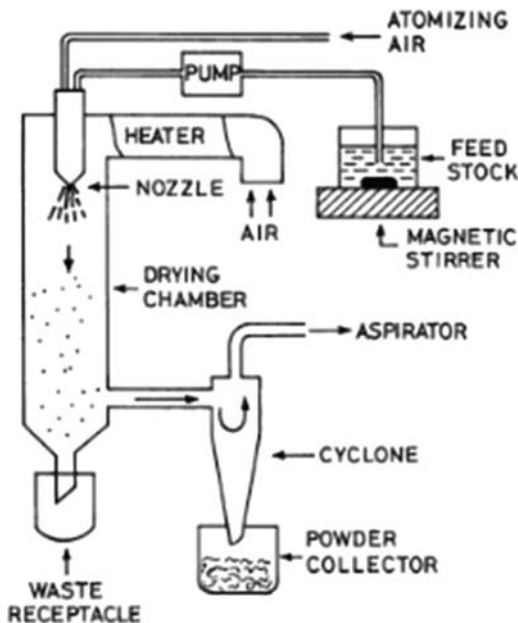 ATOMIZING
AIR
PUMP
HEATER
FEED
STOCK
NOZZLE
AIR
MAGNETIC
STIRRER
DRYING
CHAMBER
ASPIRATOR
CYCLONE
POWDER
COLLECTOR
WASTE
RECEPTACLE